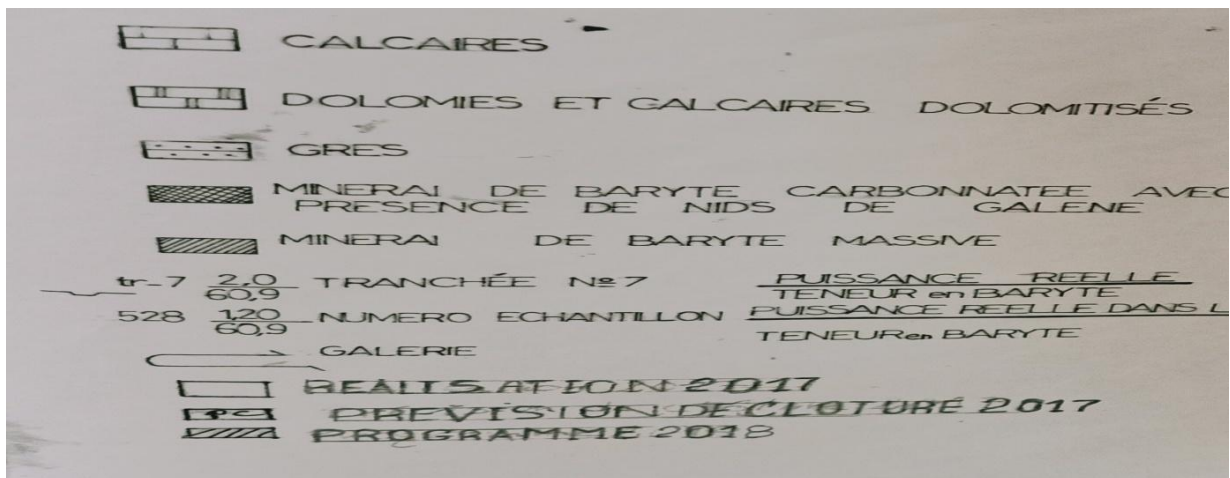 CALCAIRES
DOLOMIES ET CALCAIRES DOLOMITISÉS
GRES
MINERAI DE BARYTE CARBONNATEE AVEC
PRESENCE DE NIDS DE GALENE
MINERAI DE BARYTE MASSIVE
tr-7 2,0 TRANCHÉE Nº7 PUISSANCE REELLE
60,9 TENEUR en BARYTE
528 1,20 NUMERO ECHANTILLON PUISSANCE REELLE DANS L
60,9 TENEUR en BARYTE
GALERIE
REALISATION 2017
PC PREVISION DE CLOTURE 2017
PROGRAMME 2018